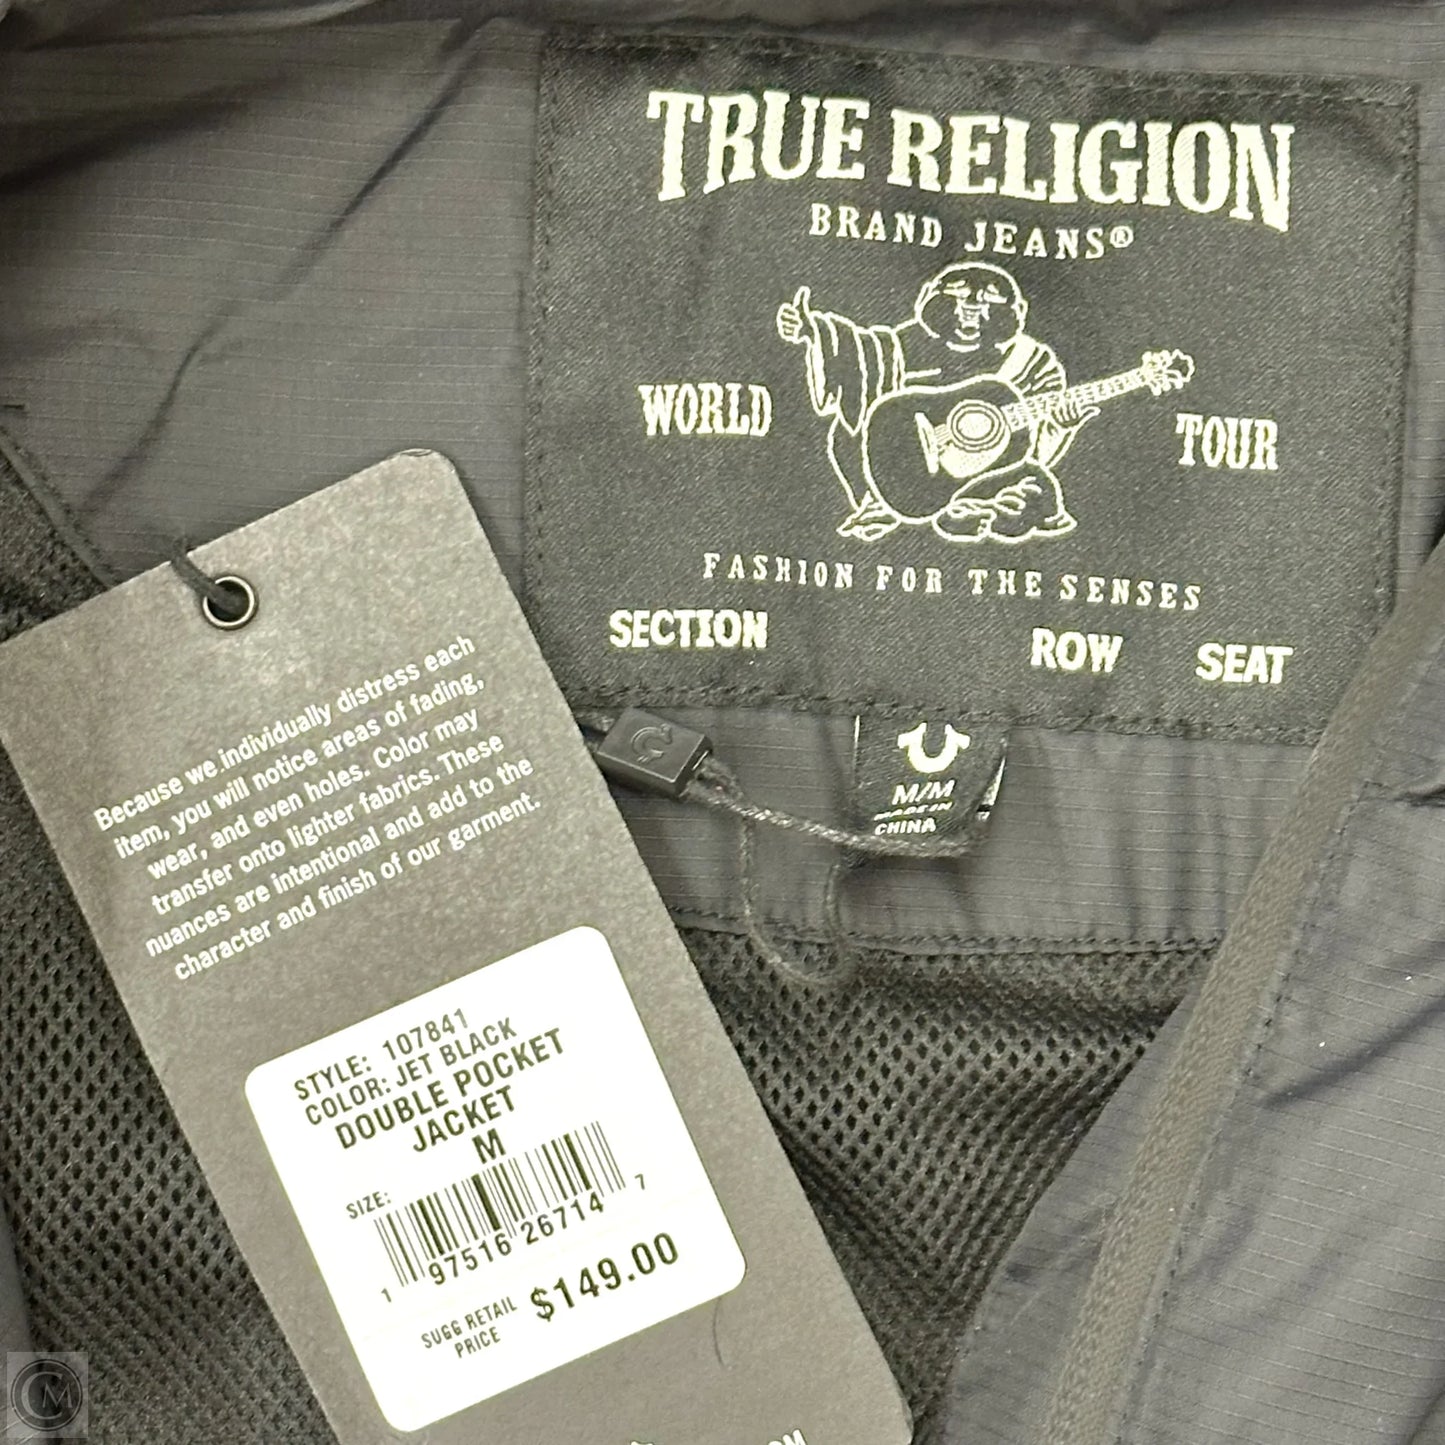 TRUE RELIGION
BRAND JEANS®
WORLD TOUR
FASHION FOR THE SENSES
SECTION ROW SEAT
M/M
MADE IN
CHINA
Because we individually distress each
item, you will notice areas of fading,
wear, and even holes. Color may
transfer onto lighter fabrics. These
nuances are intentional and add to the
character and finish of our garment.
STYLE: 107841
COLOR: JET BLACK
DOUBLE POCKET
JACKET
SIZE: M
1 97516 26714 7
SUGG RETAIL
PRICE
$149.00
CM